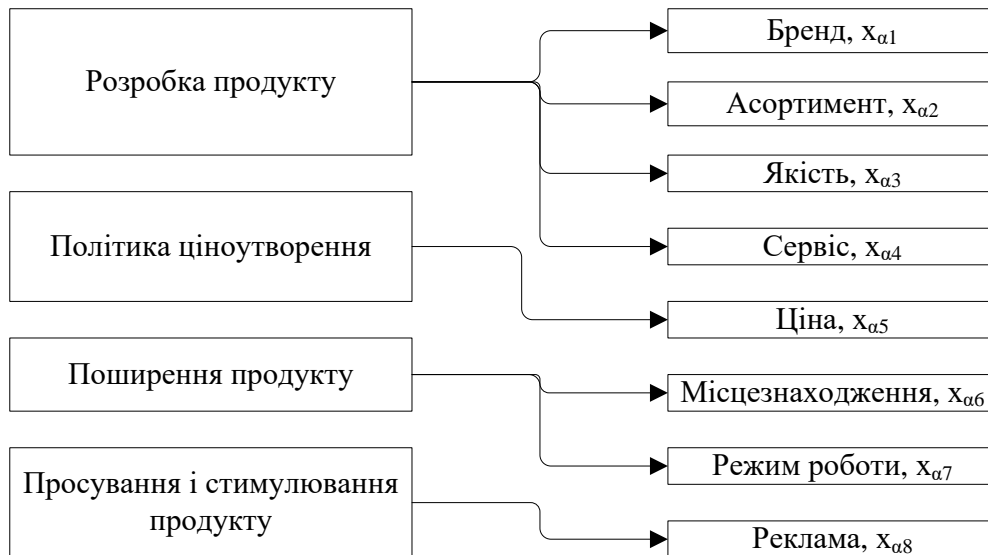 Розробка продукту
Політика ціноутворення
Поширення продукту
Просування і стимулювання
продукту
Бренд, xα1
Асортимент, xα2
Якість, xα3
Сервіс, xα4
Ціна, xα5
Місцезнаходження, xα6
Режим роботи, xα7
Реклама, xα8